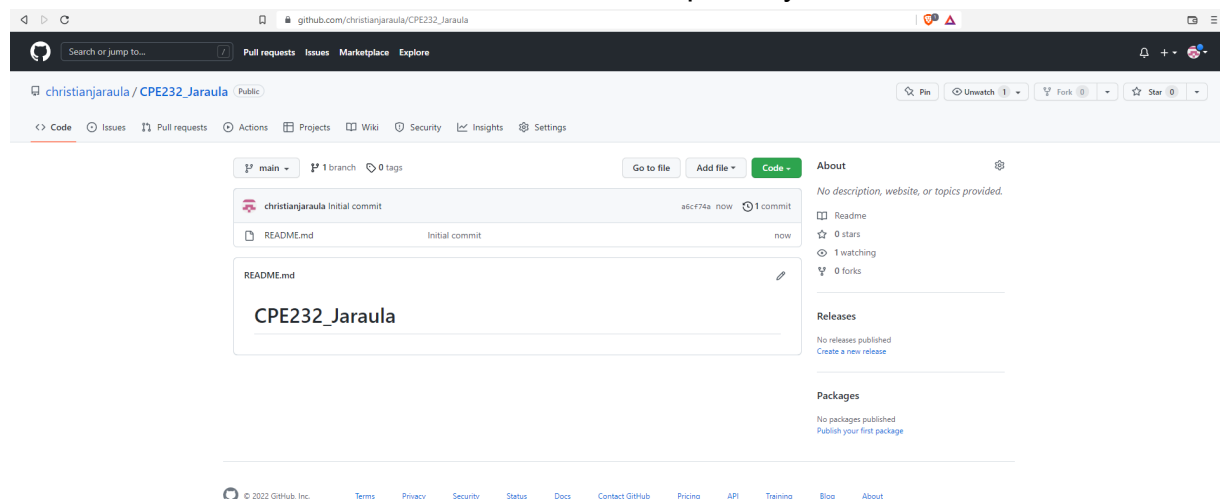 github.com/christianjaraula/CPE232_Jaraula
Search or jump to... / Pull requests Issues Marketplace Explore
christianjaraula / CPE232_Jaraula Public Pin Unwatch 1 Fork 0 Star 0
Code Issues Pull requests Actions Projects Wiki Security Insights Settings
main 1 branch 0 tags Go to file Add file Code
christianjaraula Initial commit a6cf74a now 1 commit
README.md Initial commit now
README.md
CPE232_Jaraula
About
No description, website, or topics provided.
Readme
0 stars
1 watching
0 forks
Releases
No releases published
Create a new release
Packages
No packages published
Publish your first package
© 2022 GitHub, Inc. Terms Privacy Security Status Docs Contact GitHub Pricing API Training Blog About